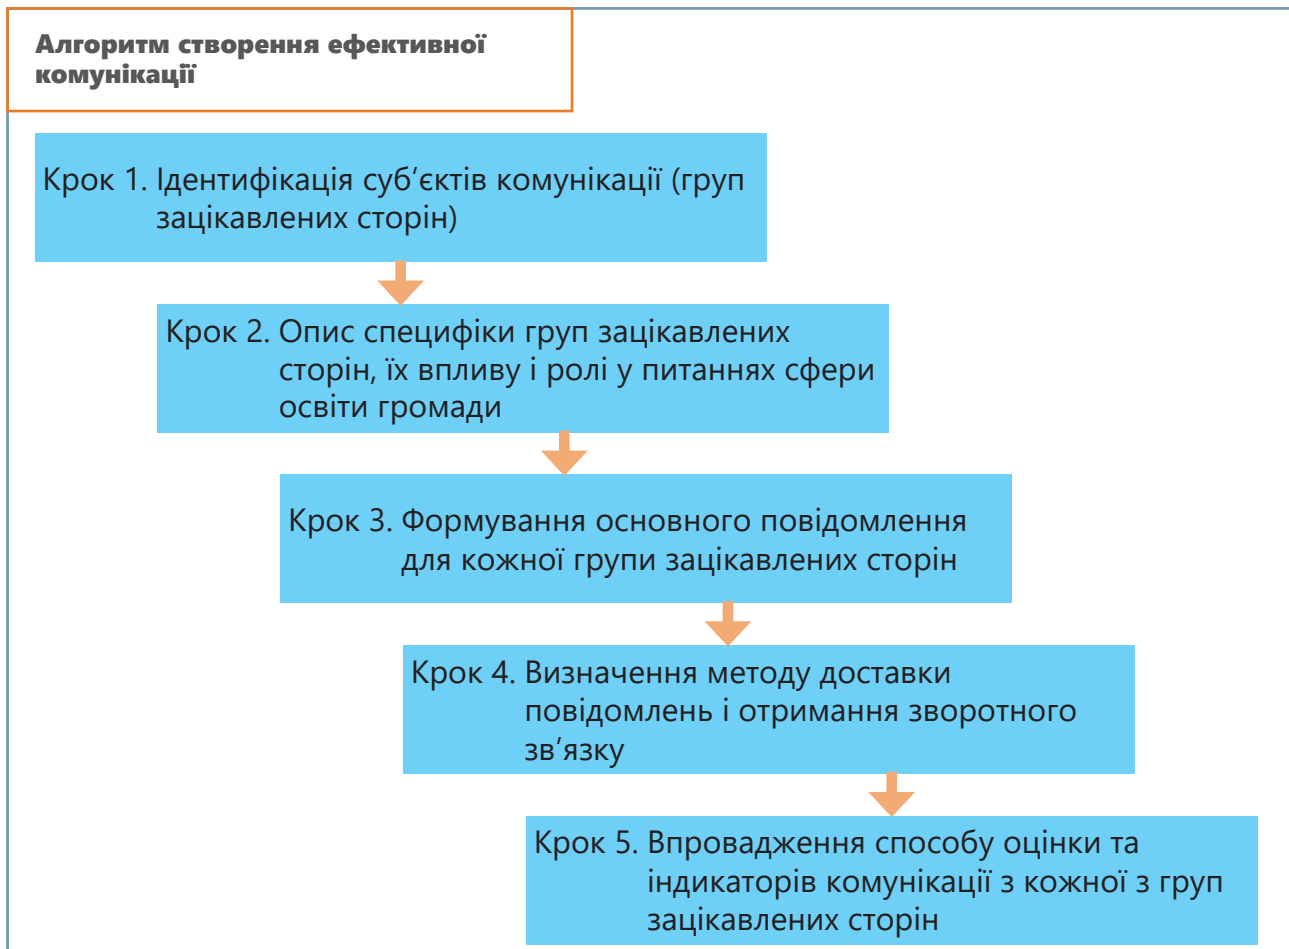 Алгоритм створення ефективної
комунікації
Крок 1. Ідентифікація суб’єктів комунікації (груп
зацікавлених сторін)
Крок 2. Опис специфіки груп зацікавлених
сторін, їх впливу і ролі у питаннях сфери
освіти громади
Крок 3. Формування основного повідомлення
для кожної групи зацікавлених сторін
Крок 4. Визначення методу доставки
повідомлень і отримання зворотного
зв’язку
Крок 5. Впровадження способу оцінки та
індикаторів комунікації з кожної з груп
зацікавлених сторін